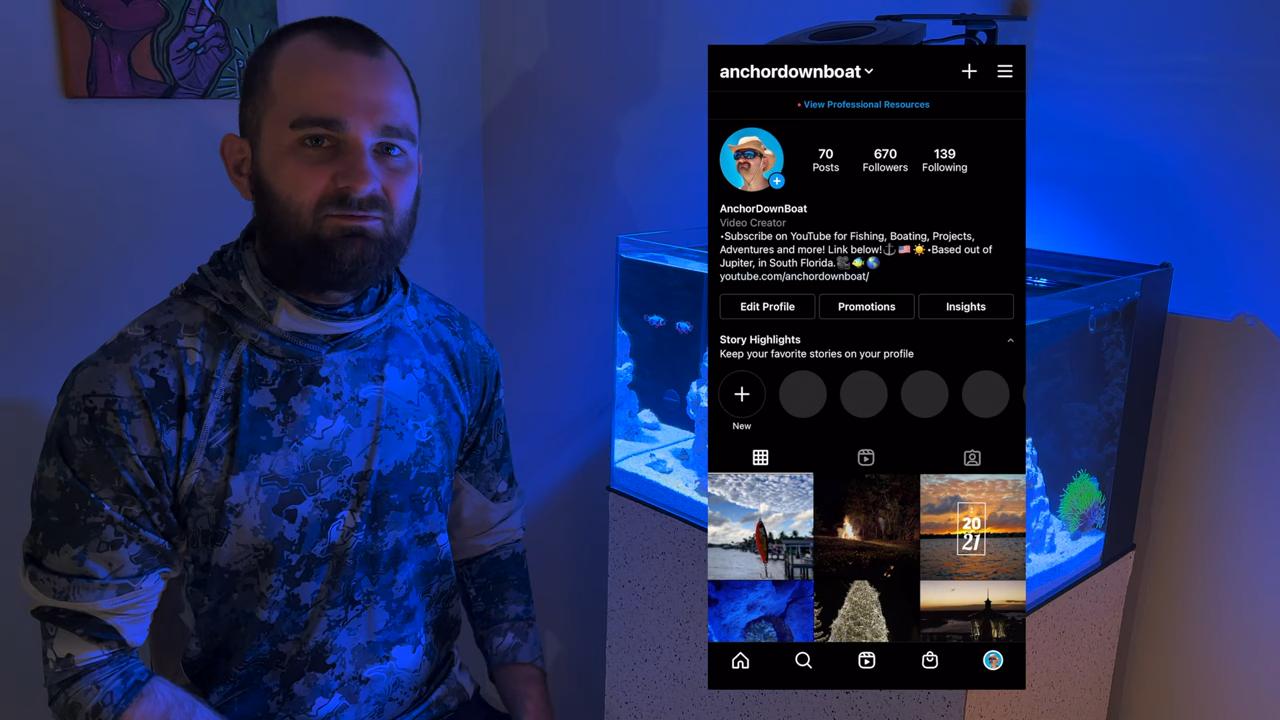 anchordownboat
View Professional Resources
70 670 139
Posts Followers Following
AnchorDownBoat
Video Creator
•Subscribe on YouTube for Fishing, Boating, Projects,
Adventures and more! Link below!⚓🇺🇸☀️•Based out of
Jupiter, in South Florida.🎥🐠🌎
youtube.com/anchordownboat/
Edit Profile Promotions Insights
Story Highlights
Keep your favorite stories on your profile
New
20
21